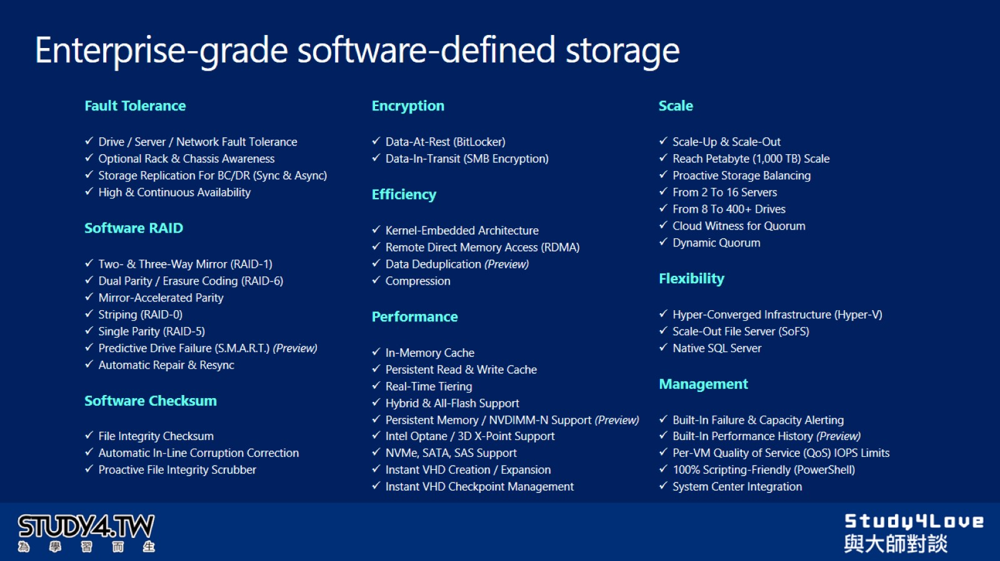 Enterprise-grade software-defined storage
Fault Tolerance
✓ Drive / Server / Network Fault Tolerance
✓ Optional Rack & Chassis Awareness
✓ Storage Replication For BC/DR (Sync & Async)
✓ High & Continuous Availability
Software RAID
✓ Two- & Three-Way Mirror (RAID-1)
✓ Dual Parity / Erasure Coding (RAID-6)
✓ Mirror-Accelerated Parity
✓ Striping (RAID-0)
✓ Single Parity (RAID-5)
✓ Predictive Drive Failure (S.M.A.R.T.) (Preview)
✓ Automatic Repair & Resync
Software Checksum
✓ File Integrity Checksum
✓ Automatic In-Line Corruption Correction
✓ Proactive File Integrity Scrubber
Encryption
✓ Data-At-Rest (BitLocker)
✓ Data-In-Transit (SMB Encryption)
Efficiency
✓ Kernel-Embedded Architecture
✓ Remote Direct Memory Access (RDMA)
✓ Data Deduplication (Preview)
✓ Compression
Performance
✓ In-Memory Cache
✓ Persistent Read & Write Cache
✓ Real-Time Tiering
✓ Hybrid & All-Flash Support
✓ Persistent Memory / NVDIMM-N Support (Preview)
✓ Intel Optane / 3D X-Point Support
✓ NVMe, SATA, SAS Support
✓ Instant VHD Creation / Expansion
✓ Instant VHD Checkpoint Management
Scale
✓ Scale-Up & Scale-Out
✓ Reach Petabyte (1,000 TB) Scale
✓ Proactive Storage Balancing
✓ From 2 To 16 Servers
✓ From 8 To 400+ Drives
✓ Cloud Witness for Quorum
✓ Dynamic Quorum
Flexibility
✓ Hyper-Converged Infrastructure (Hyper-V)
✓ Scale-Out File Server (SoFS)
✓ Native SQL Server
Management
✓ Built-In Failure & Capacity Alerting
✓ Built-In Performance History (Preview)
✓ Per-VM Quality of Service (QoS) IOPS Limits
✓ 100% Scripting-Friendly (PowerShell)
✓ System Center Integration
STUDY4.TW
為學習而生
Study4Love
與大師對談